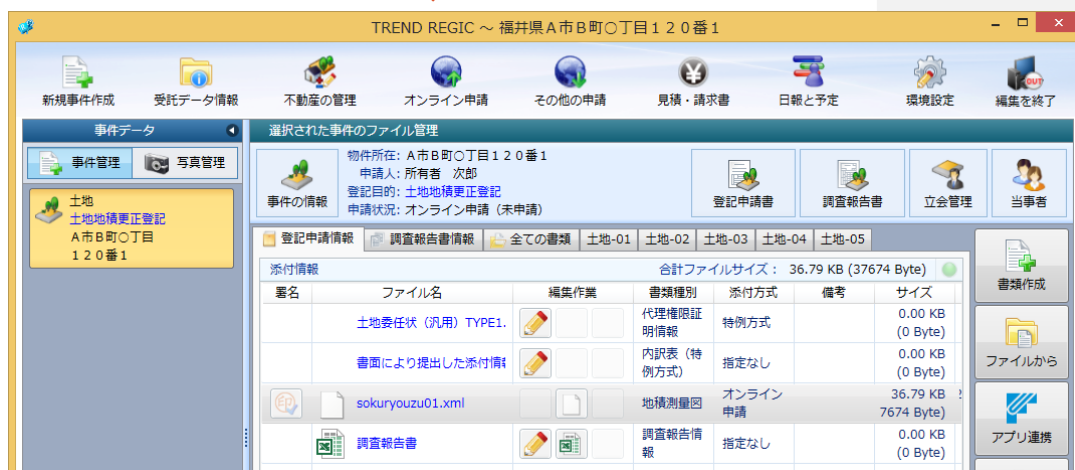 TREND REGIC ～ 福井県A市B町○丁目120番1
新規事件作成 受託データ情報 不動産の管理 オンライン申請 その他の申請 見積・請求書 日報と予定 環境設定 編集を終了
事件データ
選択された事件のファイル管理
事件管理 写真管理
土地
土地地積更正登記
A市B町○丁目
120番1
事件の情報
物件所在: A市B町○丁目120番1
申請人: 所有者 次郎
登記目的: 土地地積更正登記
申請状況: オンライン申請（未申請）
登記申請書 調査報告書 立会管理 当事者
登記申請情報 調査報告書情報 全ての書類 土地-01 土地-02 土地-03 土地-04 土地-05
添付情報 合計ファイルサイズ： 36.79 KB (37674 Byte)
署名 ファイル名 編集作業 書類種別 添付方式 備考 サイズ
土地委任状（汎用）TYPE1. 代理権限証明情報 特例方式 0.00 KB (0 Byte)
書面により提出した添付情 内訳表（特例方式） 指定なし 0.00 KB (0 Byte)
sokuryouzu01.xml 地積測量図 オンライン申請 36.79 KB 7674 Byte)
調査報告書 調査報告情報 指定なし 0.00 KB (0 Byte)
書類作成
ファイルから
アプリ連携